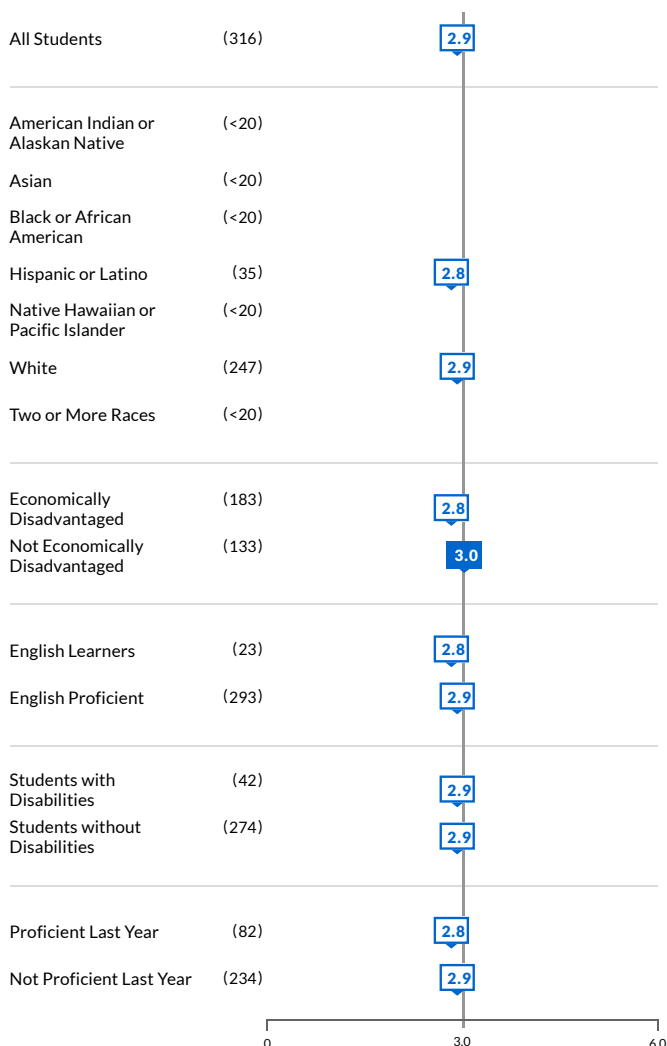 All Students (316) 2.9
American Indian or (<20)
Alaskan Native
Asian (<20)
Black or African (<20)
American
Hispanic or Latino (35) 2.8
Native Hawaiian or (<20)
Pacific Islander
White (247) 2.9
Two or More Races (<20)
Economically (183) 2.8
Disadvantaged
Not Economically (133) 3.0
Disadvantaged
English Learners (23) 2.8
English Proficient (293) 2.9
Students with (42) 2.9
Disabilities
Students without (274) 2.9
Disabilities
Proficient Last Year (82) 2.8
Not Proficient Last Year (234) 2.9
0 3.0 6.0